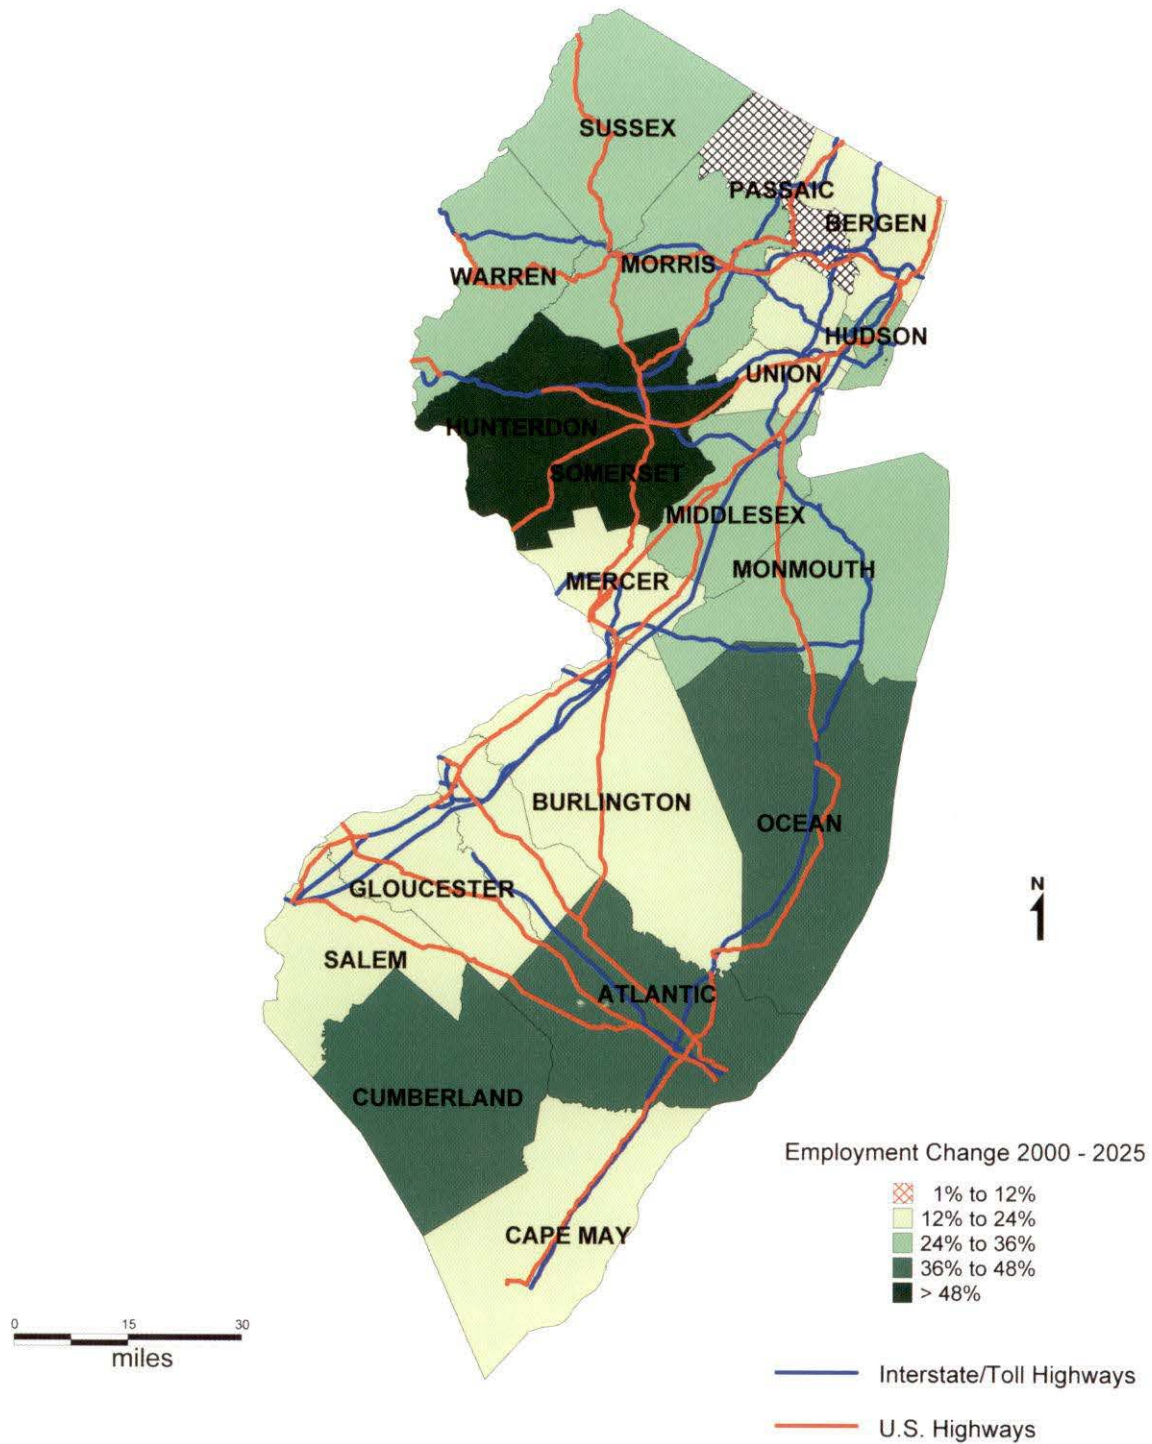 SUSSEX
PASSAIC
BERGEN
WARREN
MORRIS
HUDSON
UNION
HUNTERDON
SOMERSET
MIDDLESEX
MERCER
MONMOUTH
BURLINGTON
OCEAN
GLOUCESTER
N
SALEM
ATLANTIC
CUMBERLAND
Employment Change 2000 - 2025
1% to 12%
12% to 24%
24% to 36%
36% to 48%
> 48%
CAPE MAY
0 15 30
miles
Interstate/Toll Highways
U.S. Highways